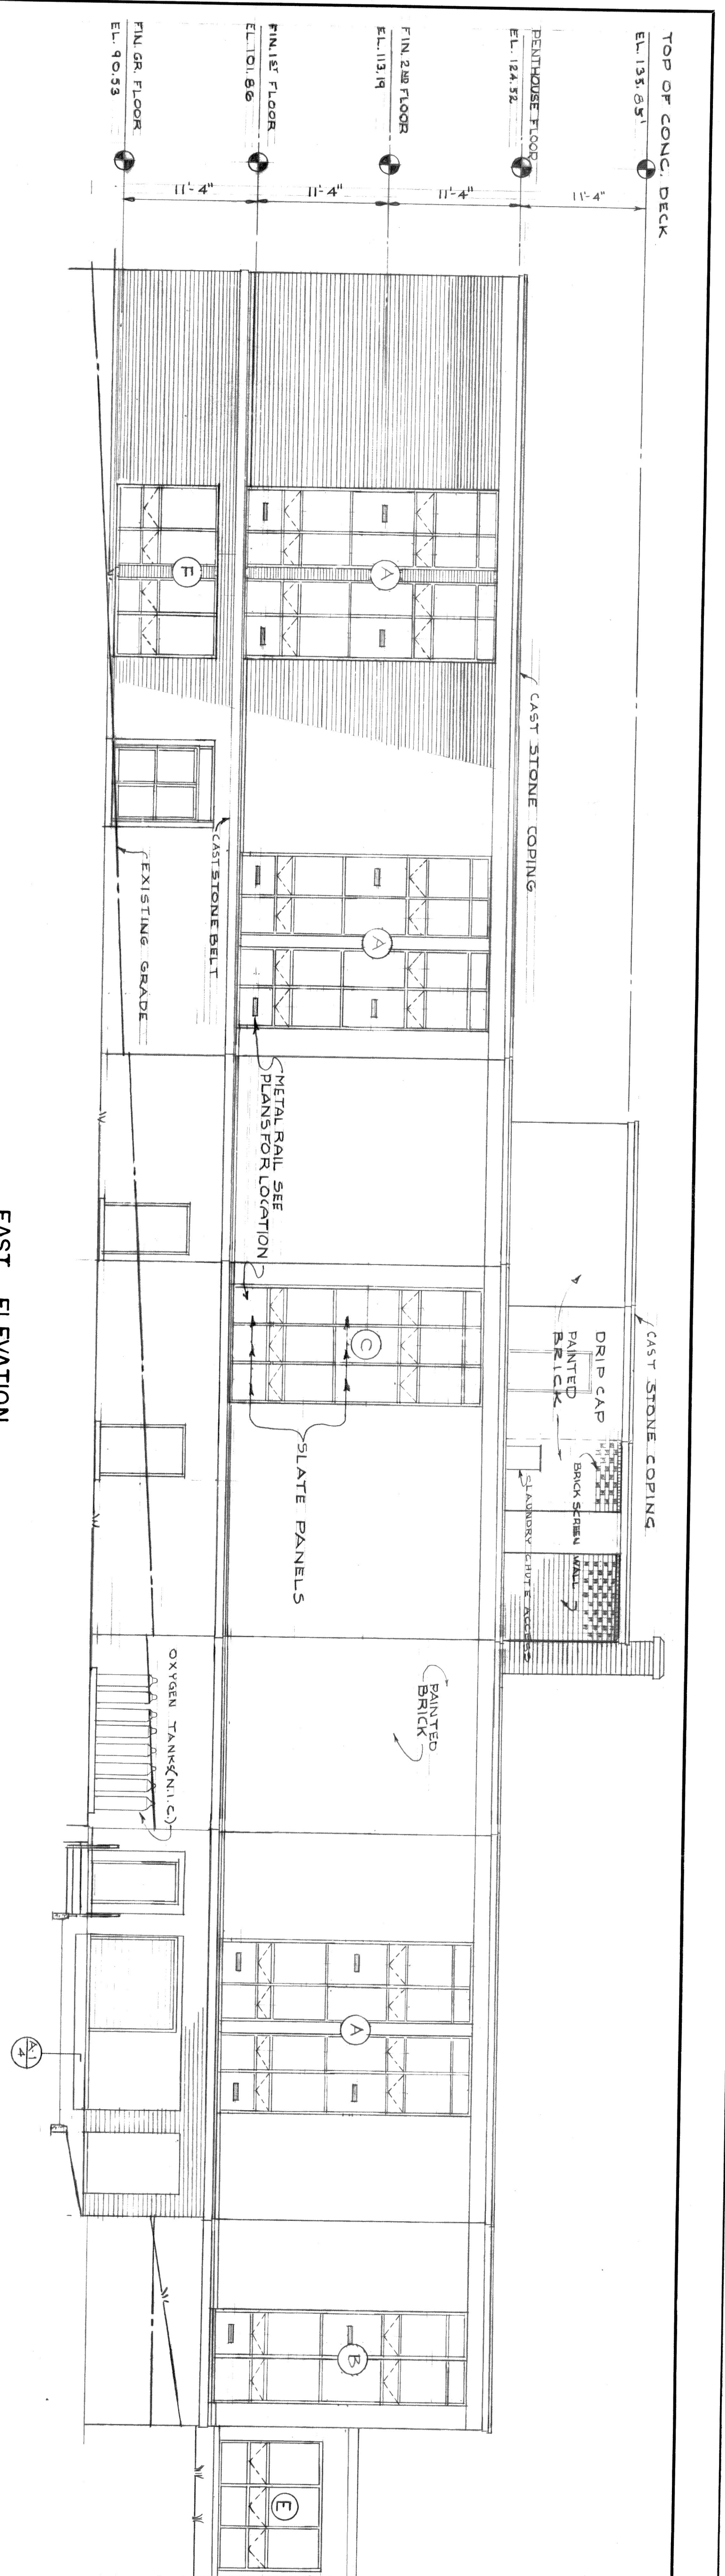 TOP OF CONC. DECK
EL. 135.85'
PENTHOUSE FLOOR
EL. 124.52
FIN. 2ND FLOOR
EL. 113.19
FIN. 1ST FLOOR
EL. 101.86
FIN. GR. FLOOR
EL. 90.53
11'-4"
11'-4"
11'-4"
11'-4"
CAST STONE COPING
A
F
CAST STONE BELT
EXISTING GRADE
A
METAL RAIL SEE
PLANS FOR LOCATION
CAST STONE COPING
DRIP CAP
PAINTED
BRICK
BRICK SCREEN WALL
LAUNDRY CHUTE ACCESS
C
SLATE PANELS
PAINTED
BRICK
OXYGEN TANKS (N.I.C.)
A
A-1
4
B
E
EAST ELEVATION